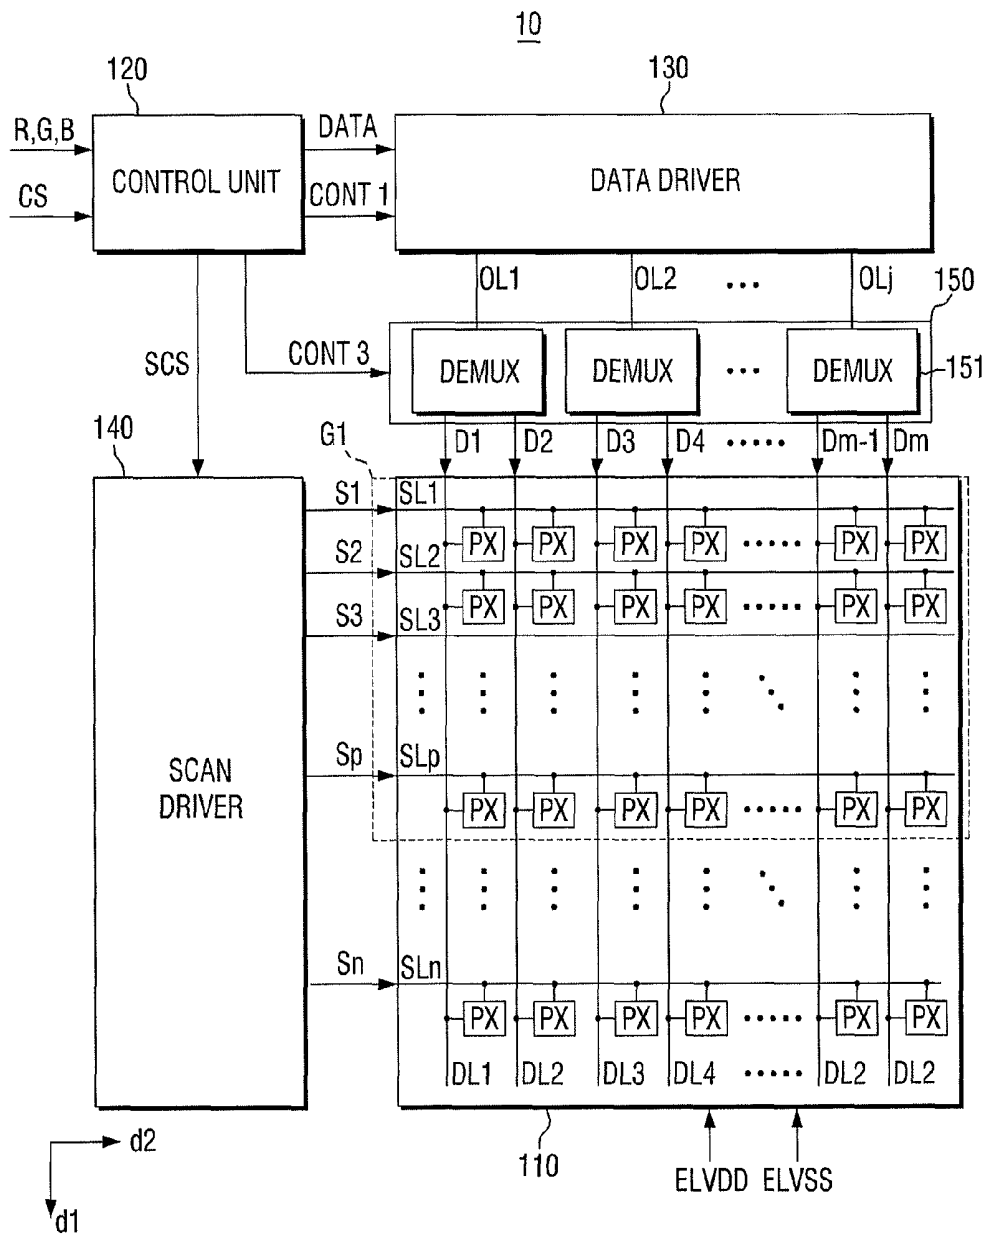 10
120
130
R,G,B
DATA
CONTROL UNIT
DATA DRIVER
CS
CONT 1
OL1
OL2
OLj
150
SCS
CONT 3
DEMUX
DEMUX
DEMUX
151
140
G1
D1
D2
D3
D4
Dm-1
Dm
S1
SL1
PX PX PX PX PX PX
S2
SL2
PX PX PX PX PX PX
S3
SL3
SCAN
DRIVER
Sp
SLp
PX PX PX PX PX PX
Sn
SLn
PX PX PX PX PX PX
DL1 DL2 DL3 DL4 DL2 DL2
110
ELVDD ELVSS
d2
d1